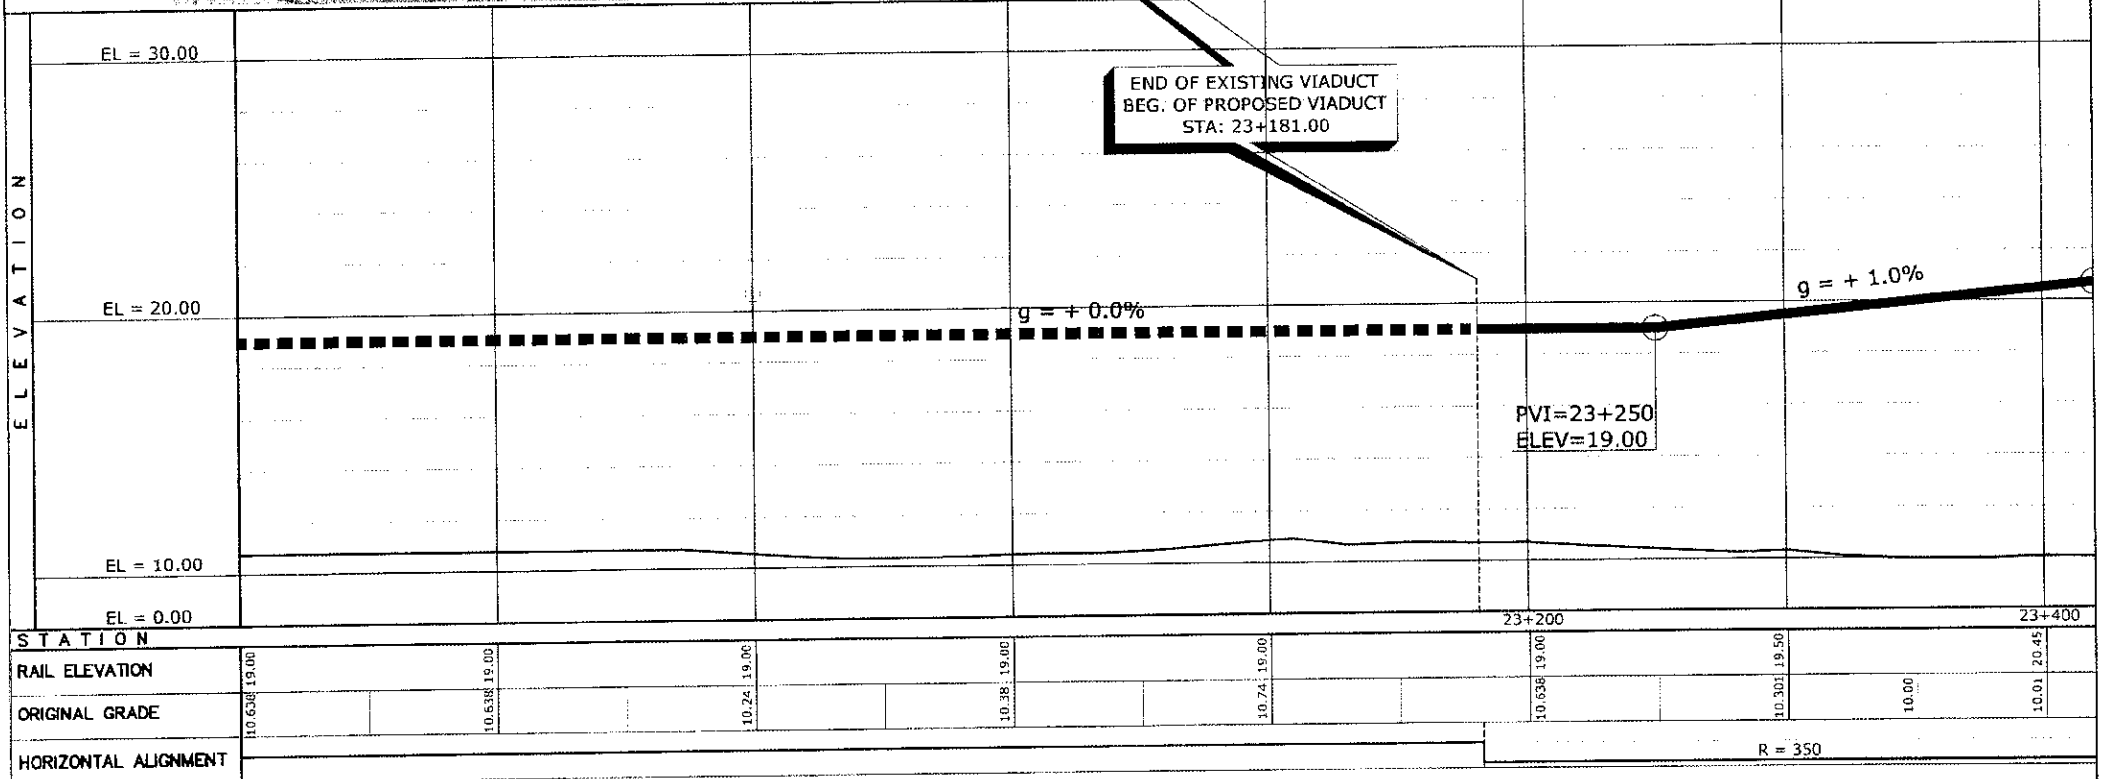 EL = 30.00
END OF EXISTING VIADUCT
BEG. OF PROPOSED VIADUCT
STA: 23+181.00
ELEVATION
EL = 20.00
g = + 0.0%
g = + 1.0%
PVI=23+250
ELEV=19.00
EL = 10.00
EL = 0.00
STATION
23+200
23+400
RAIL ELEVATION
19.00
19.00
19.00
19.00
19.00
19.00
19.50
20.45
ORIGINAL GRADE
10.638
10.638
10.24
10.38
10.74
10.638
10.301
10.00
10.01
HORIZONTAL ALIGNMENT
R = 350